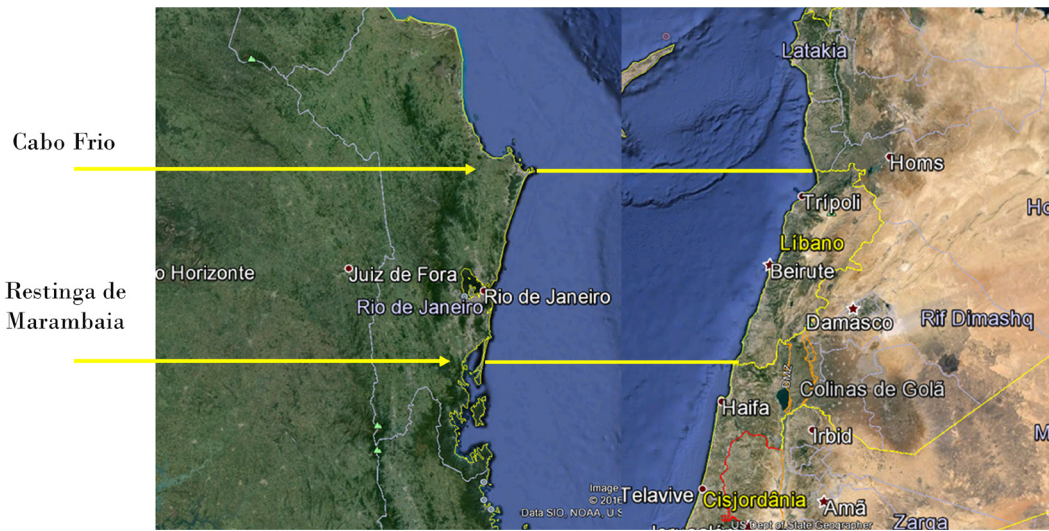 Cabo Frio
Restinga de
Marambaia
o Horizonte
Juiz de Fora
Rio de Janeiro
Rio de Janeiro
Image
© 2016
Data SIO, NOAA, U.S
Latakia
Homs
Trípoli
Líbano
Beirute
Damasco
Rif Dimashq
Colinas de Golã
Haifa
Irbid
Telavive
Cisjordânia
Amã
US Dept of State Geographer
Zarqa